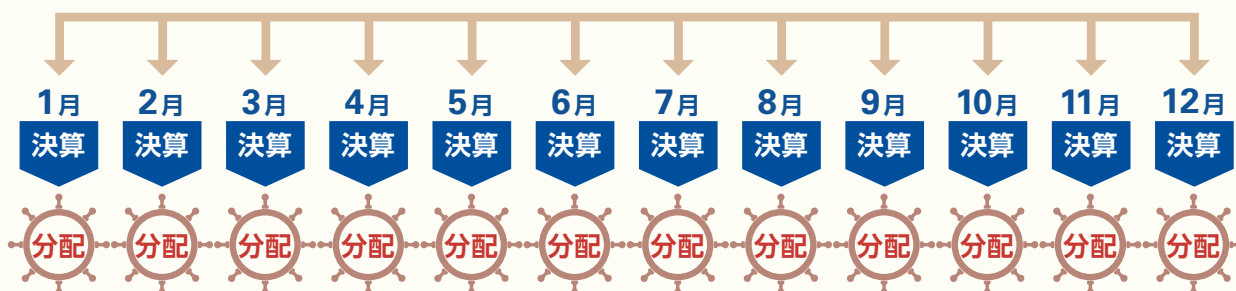 1月 2月 3月 4月 5月 6月 7月 8月 9月 10月 11月 12月
決算 決算 決算 決算 決算 決算 決算 決算 決算 決算 決算 決算
分配 分配 分配 分配 分配 分配 分配 分配 分配 分配 分配 分配